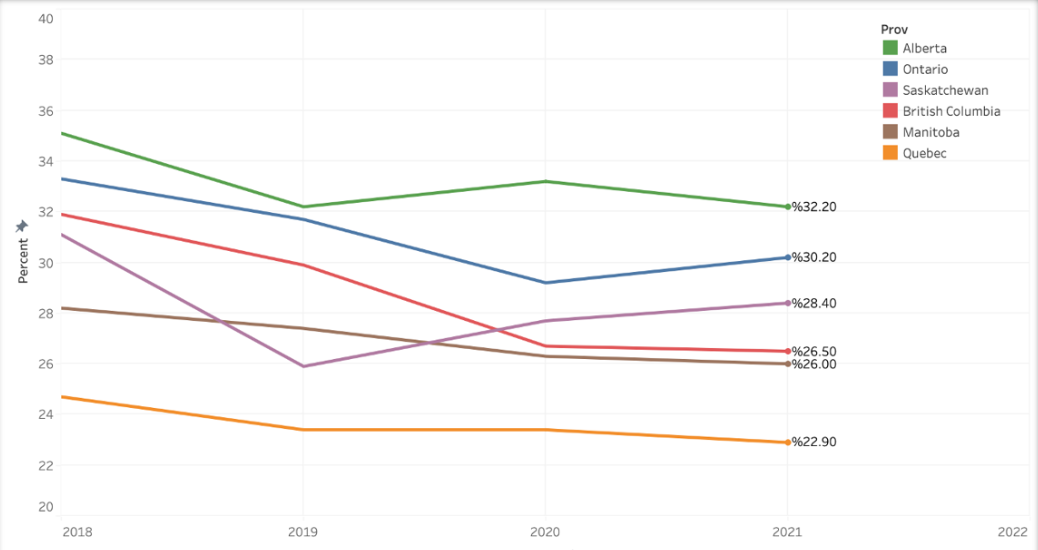 Prov
Alberta
Ontario
Saskatchewan
British Columbia
Manitoba
Quebec
40
38
36
34
32
30
28
26
24
22
20
Percent
%32.20
%30.20
%28.40
%26.50
%26.00
%22.90
2018 2019 2020 2021 2022